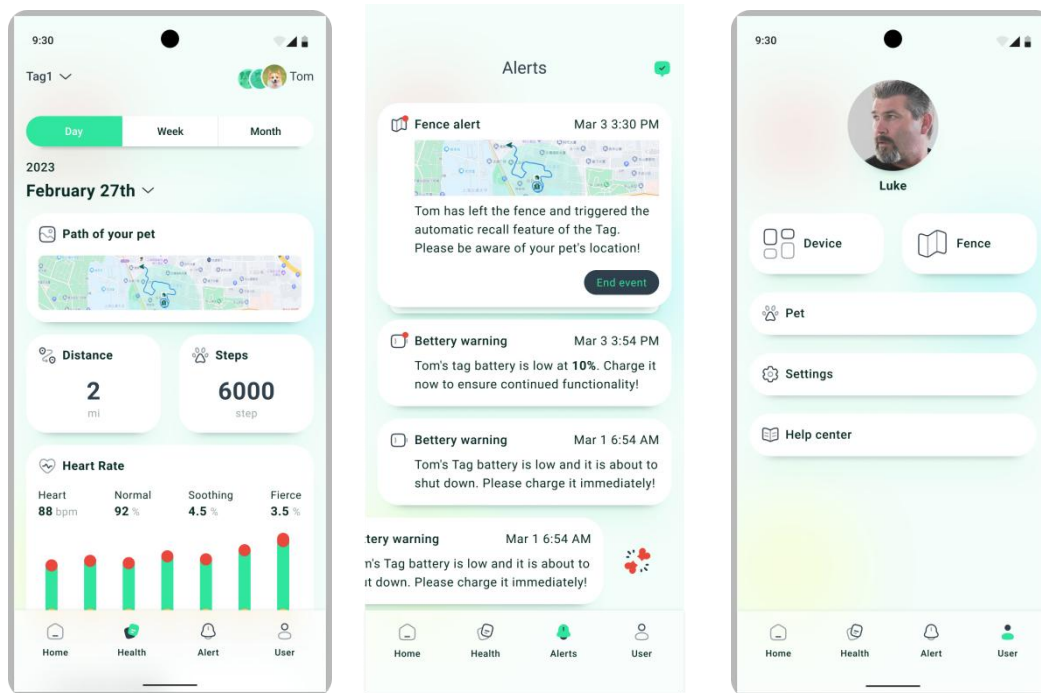 9:30
Tag1
Tom
Day Week Month
2023
February 27th
Path of your pet
Distance
2
mi
Steps
6000
step
Heart Rate
Heart Normal Soothing Fierce
88 bpm 92 % 4.5 % 3.5 %
Home Health Alert User
Alerts
Fence alert Mar 3 3:30 PM
Tom has left the fence and triggered the
automatic recall feature of the Tag.
Please be aware of your pet's location!
End event
Bettery warning Mar 3 3:54 PM
Tom's tag battery is low at 10%. Charge it
now to ensure continued functionality!
Bettery warning Mar 1 6:54 AM
Tom's Tag battery is low and it is about to
shut down. Please charge it immediately!
tery warning Mar 1 6:54 AM
n's Tag battery is low and it is about to
ut down. Please charge it immediately!
Home Health Alerts User
9:30
Luke
Device
Fence
Pet
Settings
Help center
Home Health Alert User